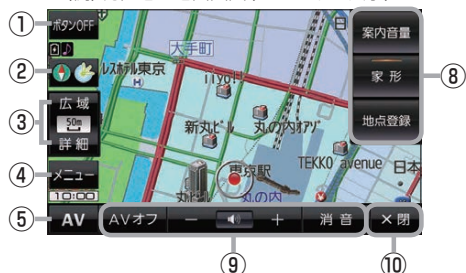 ① ボタンOFF
大手町
案内音量
②
ルスホテル東京
H
iiyo!!
広域
50m
詳細
③
家形
⑧
新丸ビル
丸の内オアゾ
地点登録
TEKKO avenue
日本
④ メニュー
10:00
東京駅
丸の内
⑤ AV
AVオフ
－
＋
消音
×閉
⑨
⑩